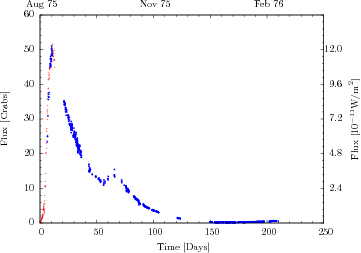 Aug 75 Nov 75 Feb 76
60
50
40
30
20
10
0
12.0
9.6
7.2
4.8
2.4
Flux [Crabs]
Flux [10⁻¹¹W/m²]
0 50 100 150 200 250
Time [Days]